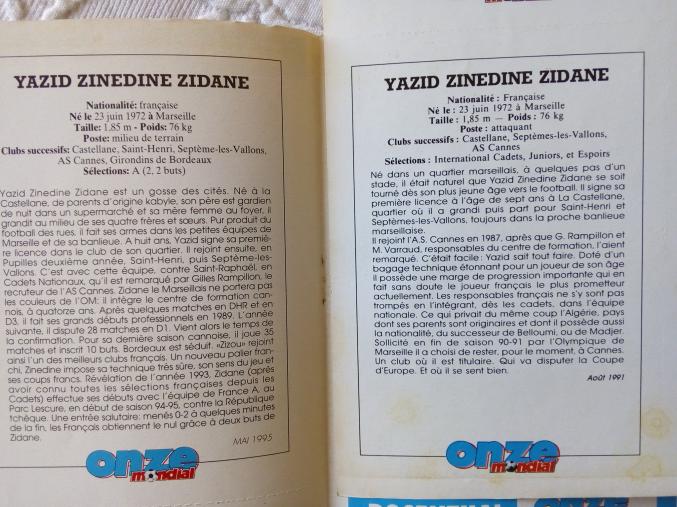 YAZID ZINEDINE ZIDANE
Nationalité: française
Né le: 23 juin 1972 à Marseille
Taille: 1,85 m - Poids: 76 kg
Poste: milieu de terrain
Clubs successifs: Castellane, Saint-Henri, Septème-les-Vallons,
AS Cannes, Girondins de Bordeaux
Sélections: A (2, 2 buts)
Yazid Zinedine Zidane est un gosse des cités. Né à la
Castellane, de parents d'origine kabyle, son père est gardien
de nuit dans un supermarché et sa mère femme au foyer, il
grandit au milieu de ses quatre frères et sœurs. Pur produit du
football des rues, il fait ses armes dans les petites équipes de
Marseille et de sa banlieue. A huit ans, Yazid signe sa premiè-
re licence dans le club de son quartier. Il rejoint ensuite, en
Pupilles deuxième année, Saint-Henri, puis Septème-les-
Vallons. C'est avec cette équipe, contre Saint-Raphaël, en
Cadets Nationaux, qu'il est remarqué par Gilles Rampillon, le
recruteur de l'AS Cannes. Zidane le Marseillais ne portera pas
les couleurs de l'OM: il intègre le centre de formation can-
nois, à quatorze ans. Après quelques matches en DHR et en
D3, il fait ses grands débuts professionnels en 1989. L'année
suivante, il dispute 28 matches en D1. Vient alors le temps de
la confirmation. Pour sa dernière saison cannoise, il joue 35
matches et inscrit 10 buts. Bordeaux est séduit. «Zizou» rejoint
ainsi l'un des meilleurs clubs français. Un nouveau palier fran-
chi, Zinedine impose sa technique très sûre, son sens du jeu et
ses coups francs. Révélation de l'année 1993, Zidane (après
avoir connu toutes les sélections françaises depuis les
Cadets) effectue ses débuts avec l'équipe de France A, au
Parc Lescure, en début de saison 94-95, contre la République
tchèque. Une entrée salutaire: menés 0-2 à quelques minutes
de la fin, les Français obtiennent le nul grâce à deux buts de
Zidane.
MAI 1995
onze
mondial
YAZID ZINEDINE ZIDANE
Nationalité : Française
Né le : 23 juin 1972 à Marseille
Taille : 1,85 m — Poids : 76 kg
Poste : attaquant
Clubs successifs : Castellane, Septèmes-les-Vallons,
AS Cannes
Sélections : International Cadets, Juniors, et Espoirs
Né dans un quartier marseillais, à quelques pas d'un
stade, il était naturel que Yazid Zinedine Zidane se soit
tourné dès son plus jeune âge vers le football. Il signe sa
première licence à l'âge de sept ans à La Castellane,
quartier où il a grandi puis part pour Saint-Henri et
Septèmes-les-Vallons, toujours dans la proche banlieue
marseillaise.
Il rejoint l'A.S. Cannes en 1987, après que G. Rampillon et
M. Varraud, responsables du centre de formation, l'aient
remarqué. C'était facile : Yazid sait tout faire. Doté d'un
bagage technique étonnant pour un joueur de son âge
il possède une marge de progression importante qui en
fait sans doute le joueur français le plus prometteur
actuellement. Les responsables français ne s'y sont pas
trompés en l'intégrant, dès les cadets, dans l'équipe
nationale. Ce qui privait du même coup l'Algérie, pays
dont ses parents sont originaires et dont il possède aussi
la nationalité, du successeur de Belloumi, ou de Madjer.
Sollicité en fin de saison 90-91 par l'Olympique de
Marseille il a choisi de rester, pour le moment, à Cannes.
Un club où il est titulaire. Qui va disputer la Coupe
d'Europe. Et où il se sent bien.
Août 1991
onze
mondial